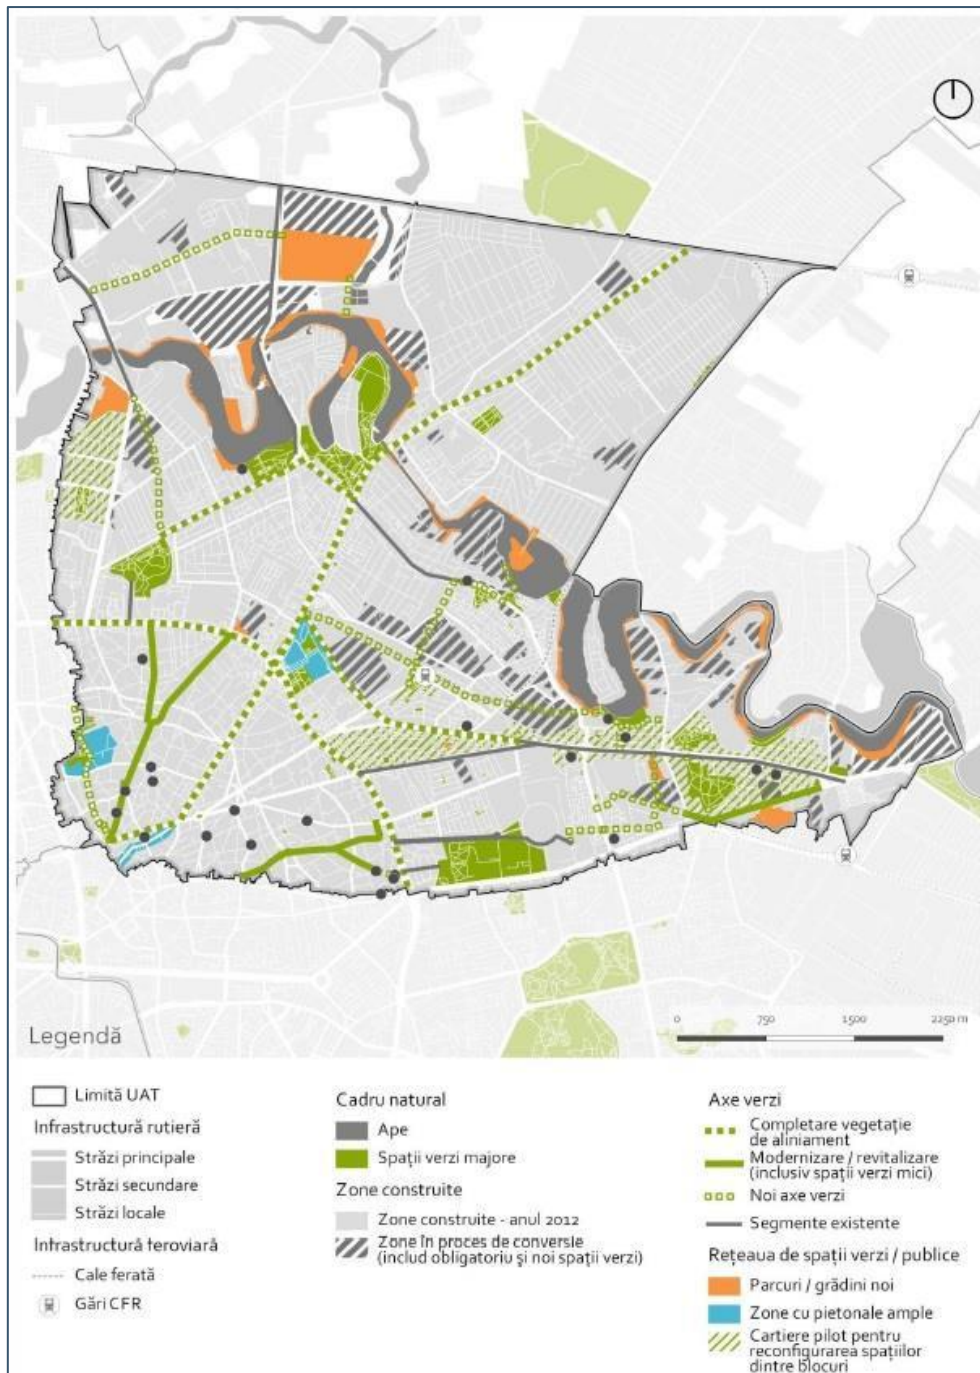 0 750 1500 2250 m
Legendă
Limită UAT
Infrastructură rutieră
Străzi principale
Străzi secundare
Străzi locale
Infrastructură feroviară
Cale ferată
Gări CFR
Cadru natural
Ape
Spații verzi majore
Zone construite
Zone construite - anul 2012
Zone în proces de conversie
(includ obligatoriu și noi spații verzi)
Axe verzi
Completare vegetație
de aliniament
Modernizare / revitalizare
(inclusiv spații verzi mici)
Noi axe verzi
Segmente existente
Rețeaua de spații verzi / publice
Parcuri / grădini noi
Zone cu pietonale ample
Cartiere pilot pentru
reconfigurarea spațiilor
dintre blocuri